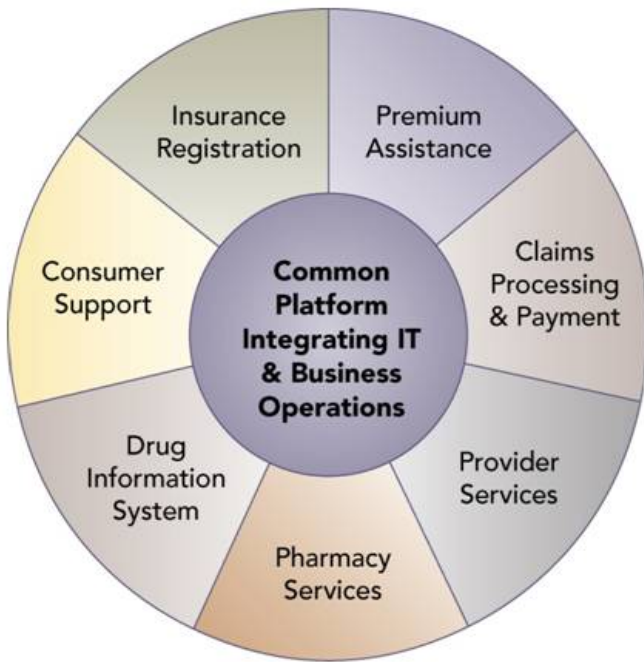 Insurance
Registration
Premium
Assistance
Claims
Processing
& Payment
Provider
Services
Pharmacy
Services
Drug
Information
System
Consumer
Support
Common
Platform
Integrating IT
& Business
Operations